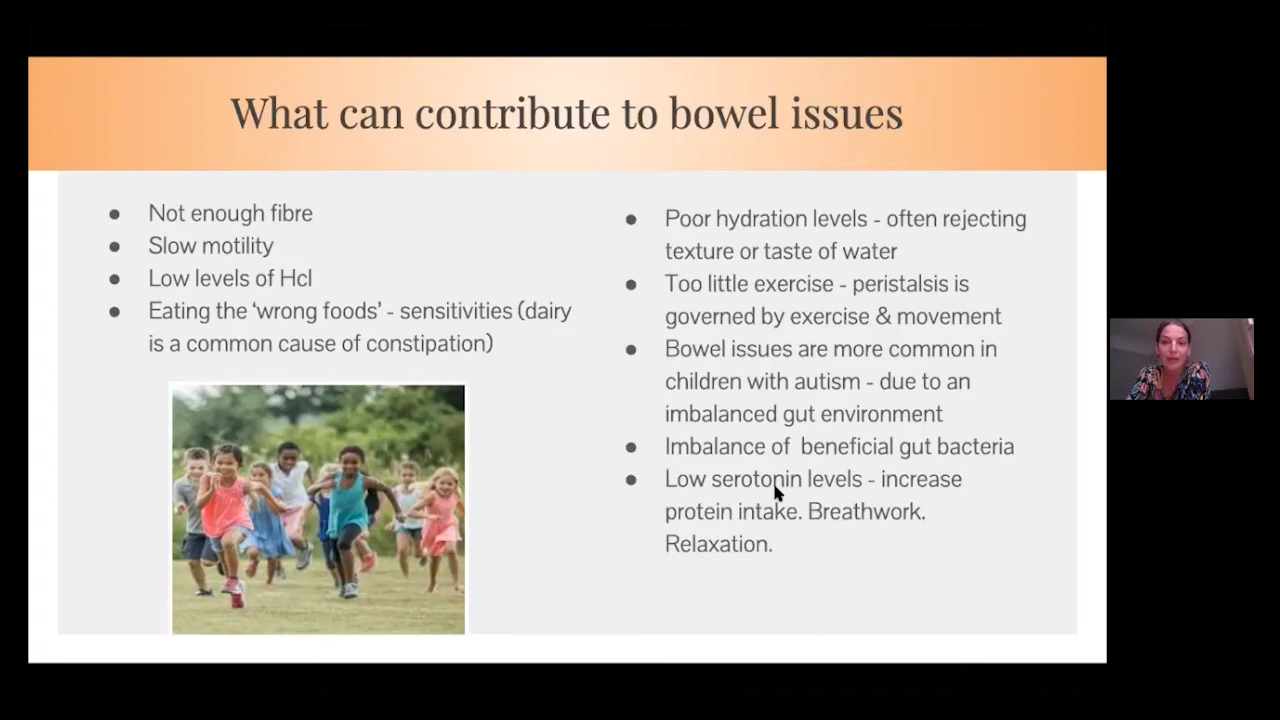 What can contribute to bowel issues
● Not enough fibre
● Slow motility
● Low levels of Hcl
● Eating the ‘wrong foods’ - sensitivities (dairy
is a common cause of constipation)
● Poor hydration levels - often rejecting
texture or taste of water
● Too little exercise - peristalsis is
governed by exercise & movement
● Bowel issues are more common in
children with autism - due to an
imbalanced gut environment
● Imbalance of  beneficial gut bacteria
● Low serotonin levels - increase
protein intake. Breathwork.
Relaxation.